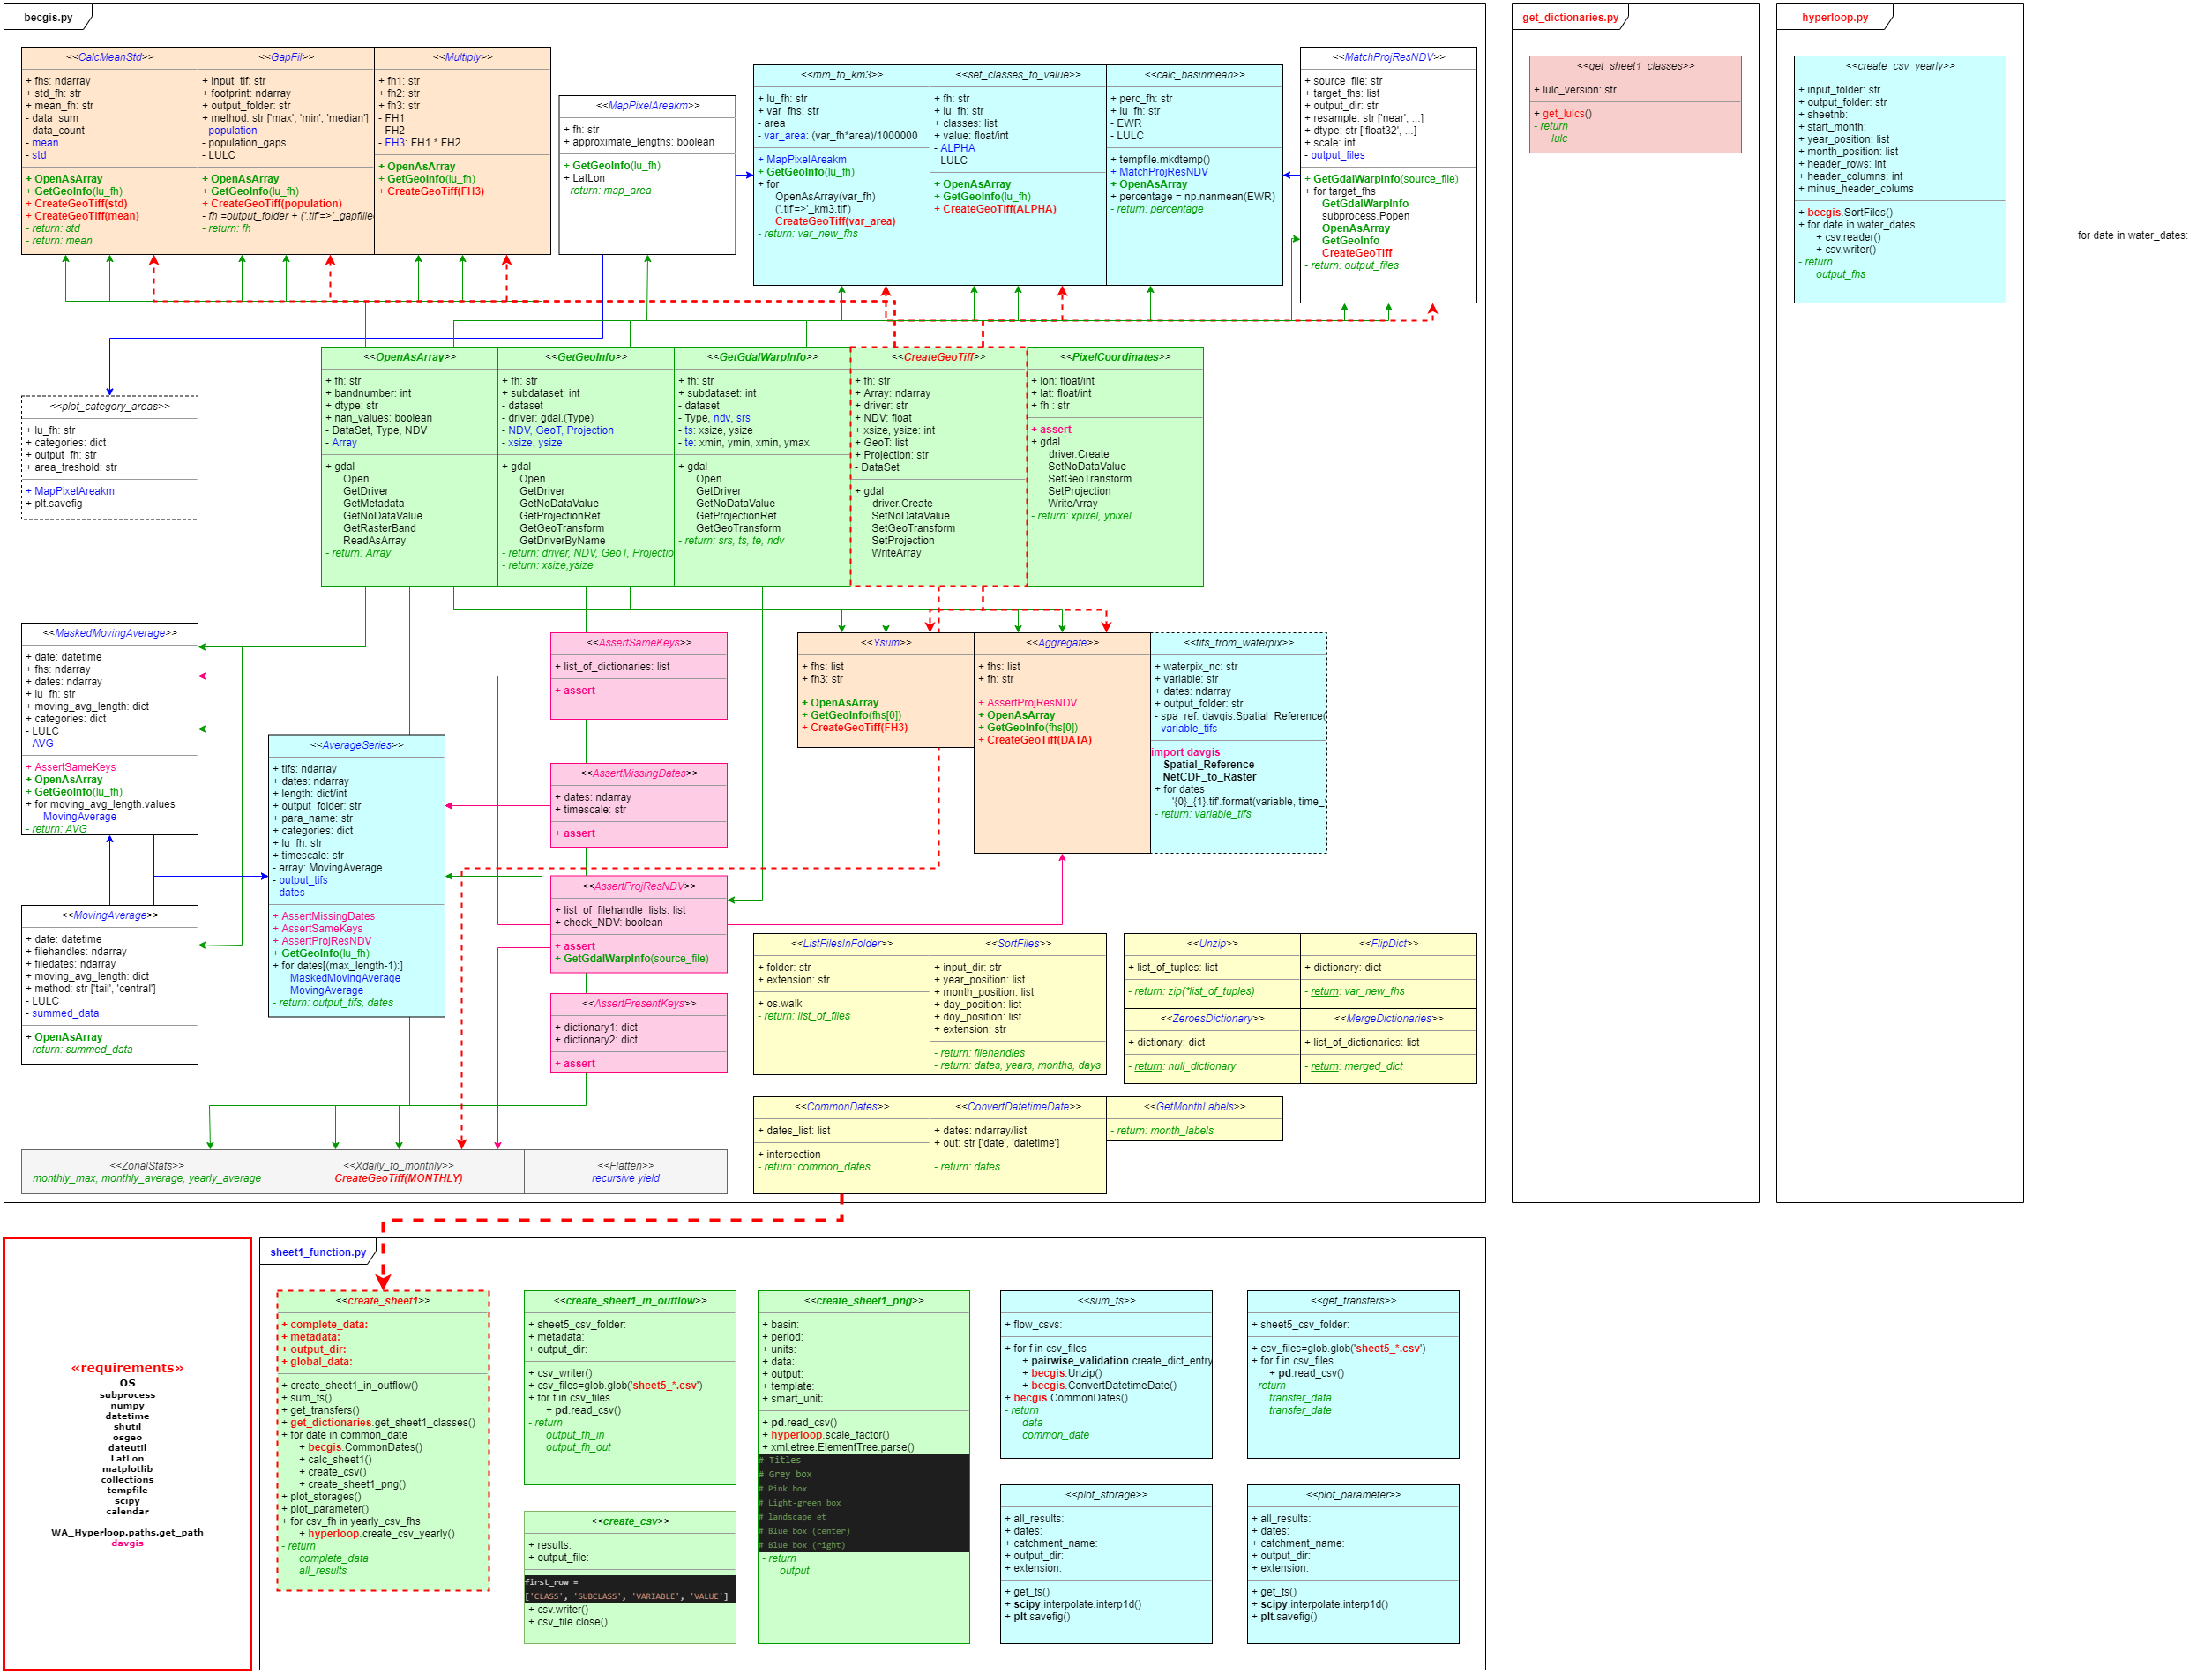 becgis.py
<<CalcMeanStd>>
+ fhs: ndarray
+ std_fh: str
+ mean_fh: str
- data_sum
- data_count
- mean
- std
+ OpenAsArray
+ GetGeoInfo(lu_fh)
+ CreateGeoTiff(std)
+ CreateGeoTiff(mean)
- return: std
- return: mean
<<GapFil>>
+ input_tif: str
+ footprint: ndarray
+ output_folder: str
+ method: str ['max', 'min', 'median']
- population
- population_gaps
- LULC
+ OpenAsArray
+ GetGeoInfo(lu_fh)
+ CreateGeoTiff(population)
- fh =output_folder + ('.tif'=>'_gapfille
- return: fh
<<Multiply>>
+ fh1: str
+ fh2: str
+ fh3: str
- FH1
- FH2
- FH3: FH1 * FH2
+ OpenAsArray
+ GetGeoInfo(lu_fh)
+ CreateGeoTiff(FH3)
<<MapPixelAreakm>>
+ fh: str
+ approximate_lengths: boolean
+ GetGeoInfo(lu_fh)
+ LatLon
- return: map_area
<<mm_to_km3>>
+ lu_fh: str
+ var_fhs: str
- area
- var_area: (var_fh*area)/1000000
+ MapPixelAreakm
+ GetGeoInfo(lu_fh)
+ for
OpenAsArray(var_fh)
('.tif'=>'_km3.tif')
CreateGeoTiff(var_area)
- return: var_new_fhs
<<set_classes_to_value>>
+ fh: str
+ lu_fh: str
+ classes: list
+ value: float/int
- ALPHA
- LULC
+ OpenAsArray
+ GetGeoInfo(lu_fh)
+ CreateGeoTiff(ALPHA)
<<calc_basinmean>>
+ perc_fh: str
+ lu_fh: str
- EWR
- LULC
+ tempfile.mkdtemp()
+ MatchProjResNDV
+ OpenAsArray
+ percentage = np.nanmean(EWR)
- return: percentage
<<MatchProjResNDV>>
+ source_file: str
+ target_fhs: list
+ output_dir: str
+ resample: str ['near', ...]
+ dtype: str ['float32', ...]
+ scale: int
- output_files
+ GetGdalWarpInfo(source_file)
+ for target_fhs
GetGdalWarpInfo
subprocess.Popen
OpenAsArray
GetGeoInfo
CreateGeoTiff
- return: output_files
<<plot_category_areas>>
+ lu_fh: str
+ categories: dict
+ output_fh: str
+ area_treshold: str
+ MapPixelAreakm
+ plt.savefig
<<OpenAsArray>>
+ fh: str
+ bandnumber: int
+ dtype: str
+ nan_values: boolean
- DataSet, Type, NDV
- Array
+ gdal
Open
GetDriver
GetMetadata
GetNoDataValue
GetRasterBand
ReadAsArray
- return: Array
<<GetGeoInfo>>
+ fh: str
+ subdataset: int
- dataset
- driver: gdal.(Type)
- NDV, GeoT, Projection
- xsize, ysize
+ gdal
Open
GetDriver
GetNoDataValue
GetProjectionRef
GetGeoTransform
GetDriverByName
- return: driver, NDV, GeoT, Projectio
- return: xsize,ysize
<<GetGdalWarpInfo>>
+ fh: str
+ subdataset: int
- dataset
- Type, ndv, srs
- ts: xsize, ysize
- te: xmin, ymin, xmin, ymax
+ gdal
Open
GetDriver
GetNoDataValue
GetProjectionRef
GetGeoTransform
- return: srs, ts, te, ndv
<<CreateGeoTiff>>
+ fh: str
+ Array: ndarray
+ driver: str
+ NDV: float
+ xsize, ysize: int
+ GeoT: list
+ Projection: str
- DataSet
+ gdal
driver.Create
SetNoDataValue
SetGeoTransform
SetProjection
WriteArray
<<PixelCoordinates>>
+ lon: float/int
+ lat: float/int
+ fh : str
+ assert
+ gdal
driver.Create
SetNoDataValue
SetGeoTransform
SetProjection
WriteArray
- return: xpixel, ypixel
<<MaskedMovingAverage>>
+ date: datetime
+ fhs: ndarray
+ dates: ndarray
+ lu_fh: str
+ moving_avg_length: dict
+ categories: dict
- LULC
- AVG
+ AssertSameKeys
+ OpenAsArray
+ GetGeoInfo(lu_fh)
+ for moving_avg_length.values
MovingAverage
- return: AVG
<<MovingAverage>>
+ date: datetime
+ filehandles: ndarray
+ filedates: ndarray
+ moving_avg_length: dict
+ method: str ['tail', 'central']
- LULC
- summed_data
+ OpenAsArray
- return: summed_data
<<AverageSeries>>
+ tifs: ndarray
+ dates: ndarray
+ length: dict/int
+ output_folder: str
+ para_name: str
+ categories: dict
+ lu_fh: str
+ timescale: str
- array: MovingAverage
- output_tifs
- dates
+ AssertMissingDates
+ AssertSameKeys
+ AssertProjResNDV
+ GetGeoInfo(lu_fh)
+ for dates[(max_length-1):]
MaskedMovingAverage
MovingAverage
- return: output_tifs, dates
<<AssertSameKeys>>
+ list_of_dictionaries: list
+ assert
<<AssertMissingDates>>
+ dates: ndarray
+ timescale: str
+ assert
<<AssertProjResNDV>>
+ list_of_filehandle_lists: list
+ check_NDV: boolean
+ assert
+ GetGdalWarpInfo(source_file)
<<AssertPresentKeys>>
+ dictionary1: dict
+ dictionary2: dict
+ assert
<<Ysum>>
+ fhs: list
+ fh3: str
+ OpenAsArray
+ GetGeoInfo(fhs[0])
+ CreateGeoTiff(FH3)
<<Aggregate>>
+ fhs: list
+ fh: str
+ AssertProjResNDV
+ OpenAsArray
+ GetGeoInfo(fhs[0])
+ CreateGeoTiff(DATA)
<<tifs_from_waterpix>>
+ waterpix_nc: str
+ variable: str
+ dates: ndarray
+ output_folder: str
- spa_ref: davgis.Spatial_Reference(
- variable_tifs
import davgis
Spatial_Reference
NetCDF_to_Raster
+ for dates
'{0}_{1}.tif'.format(variable, time_
- return: variable_tifs
<<ListFilesInFolder>>
+ folder: str
+ extension: str
+ os.walk
- return: list_of_files
<<SortFiles>>
+ input_dir: str
+ year_position: list
+ month_position: list
+ day_position: list
+ doy_position: list
+ extension: str
- return: filehandles
- return: dates, years, months, days
<<Unzip>>
+ list_of_tuples: list
- return: zip(*list_of_tuples)
<<FlipDict>>
+ dictionary: dict
- return: var_new_fhs
<<ZeroesDictionary>>
+ dictionary: dict
- return: null_dictionary
<<MergeDictionaries>>
+ list_of_dictionaries: list
- return: merged_dict
<<CommonDates>>
+ dates_list: list
+ intersection
- return: common_dates
<<ConvertDatetimeDate>>
+ dates: ndarray/list
+ out: str ['date', 'datetime']
- return: dates
<<GetMonthLabels>>
- return: month_labels
<<ZonalStats>>
monthly_max, monthly_average, yearly_average
<<Xdaily_to_monthly>>
CreateGeoTiff(MONTHLY)
<<Flatten>>
recursive yield
get_dictionaries.py
<<get_sheet1_classes>>
+ lulc_version: str
+ get_lulcs()
- return
lulc
hyperloop.py
<<create_csv_yearly>>
+ input_folder: str
+ output_folder: str
+ sheetnb:
+ start_month:
+ year_position: list
+ month_position: list
+ header_rows: int
+ header_columns: int
+ minus_header_colums
+ becgis.SortFiles()
+ for date in water_dates
+ csv.reader()
+ csv.writer()
- return
output_fhs
for date in water_dates:
«requirements»
OS
subprocess
numpy
datetime
shutil
osgeo
dateutil
LatLon
matplotlib
collections
tempfile
scipy
calendar
WA_Hyperloop.paths.get_path
davgis
sheet1_function.py
<<create_sheet1>>
+ complete_data:
+ metadata:
+ output_dir:
+ global_data:
+ create_sheet1_in_outflow()
+ sum_ts()
+ get_transfers()
+ get_dictionaries.get_sheet1_classes()
+ for date in common_date
+ becgis.CommonDates()
+ calc_sheet1()
+ create_csv()
+ create_sheet1_png()
+ plot_storages()
+ plot_parameter()
+ for csv_fh in yearly_csv_fhs
+ hyperloop.create_csv_yearly()
- return
complete_data
all_results
<<create_sheet1_in_outflow>>
+ sheet5_csv_folder:
+ metadata:
+ output_dir:
+ csv_writer()
+ csv_files=glob.glob('sheet5_*.csv')
+ for f in csv_files
+ pd.read_csv()
- return
output_fh_in
output_fh_out
<<create_csv>>
+ results:
+ output_file:
first_row =
['CLASS', 'SUBCLASS', 'VARIABLE', 'VALUE']
+ csv.writer()
+ csv_file.close()
<<create_sheet1_png>>
+ basin:
+ period:
+ units:
+ data:
+ output:
+ template:
+ smart_unit:
+ pd.read_csv()
+ hyperloop.scale_factor()
+ xml.etree.ElementTree.parse()
# Titles
# Grey box
# Pink box
# Light-green box
# landscape et
# Blue box (center)
# Blue box (right)
- return
output
<<sum_ts>>
+ flow_csvs:
+ for f in csv_files
+ pairwise_validation.create_dict_entry
+ becgis.Unzip()
+ becgis.ConvertDatetimeDate()
+ becgis.CommonDates()
- return
data
common_date
<<get_transfers>>
+ sheet5_csv_folder:
+ csv_files=glob.glob('sheet5_*.csv')
+ for f in csv_files
+ pd.read_csv()
- return
transfer_data
transfer_date
<<plot_storage>>
+ all_results:
+ dates:
+ catchment_name:
+ output_dir:
+ extension:
+ get_ts()
+ scipy.interpolate.interp1d()
+ plt.savefig()
<<plot_parameter>>
+ all_results:
+ dates:
+ catchment_name:
+ output_dir:
+ extension:
+ get_ts()
+ scipy.interpolate.interp1d()
+ plt.savefig()